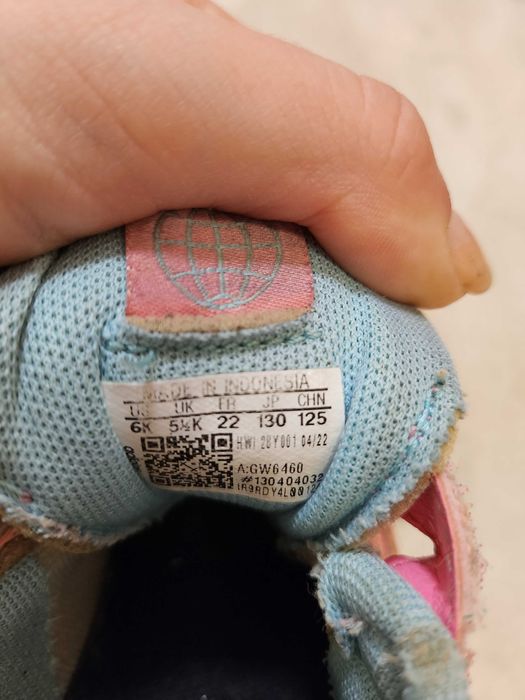 MADE IN INDONESIA
US UK FR JP CHN
6K 5½K 22 130 125
HWI 28Y001 04/22
A:GW6460
#130404032